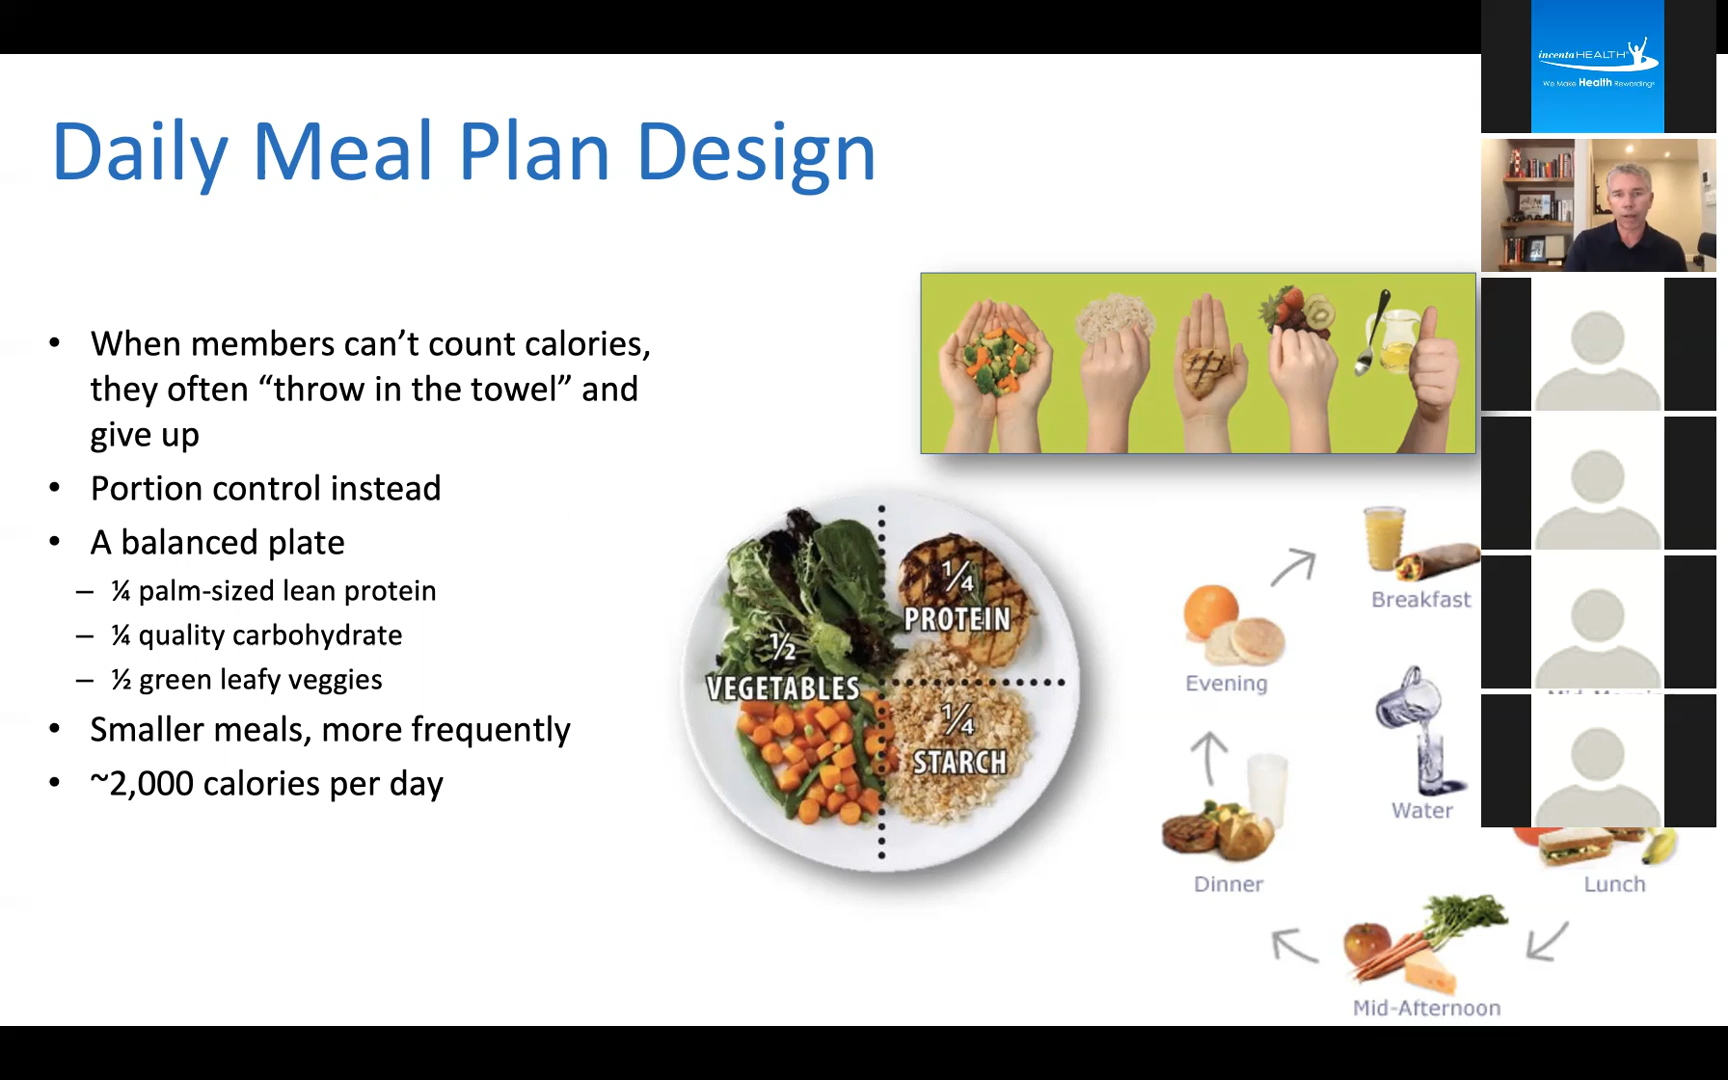 Daily Meal Plan Design
incentaHEALTH
We Make Health Rewarding
• When members can’t count calories,
they often “throw in the towel” and
give up
• Portion control instead
• A balanced plate
– ¼ palm-sized lean protein
– ¼ quality carbohydrate
– ½ green leafy veggies
• Smaller meals, more frequently
• ~2,000 calories per day
½
VEGETABLES
¼
PROTEIN
¼
STARCH
Breakfast
Evening
Water
Dinner
Lunch
Mid-Afternoon